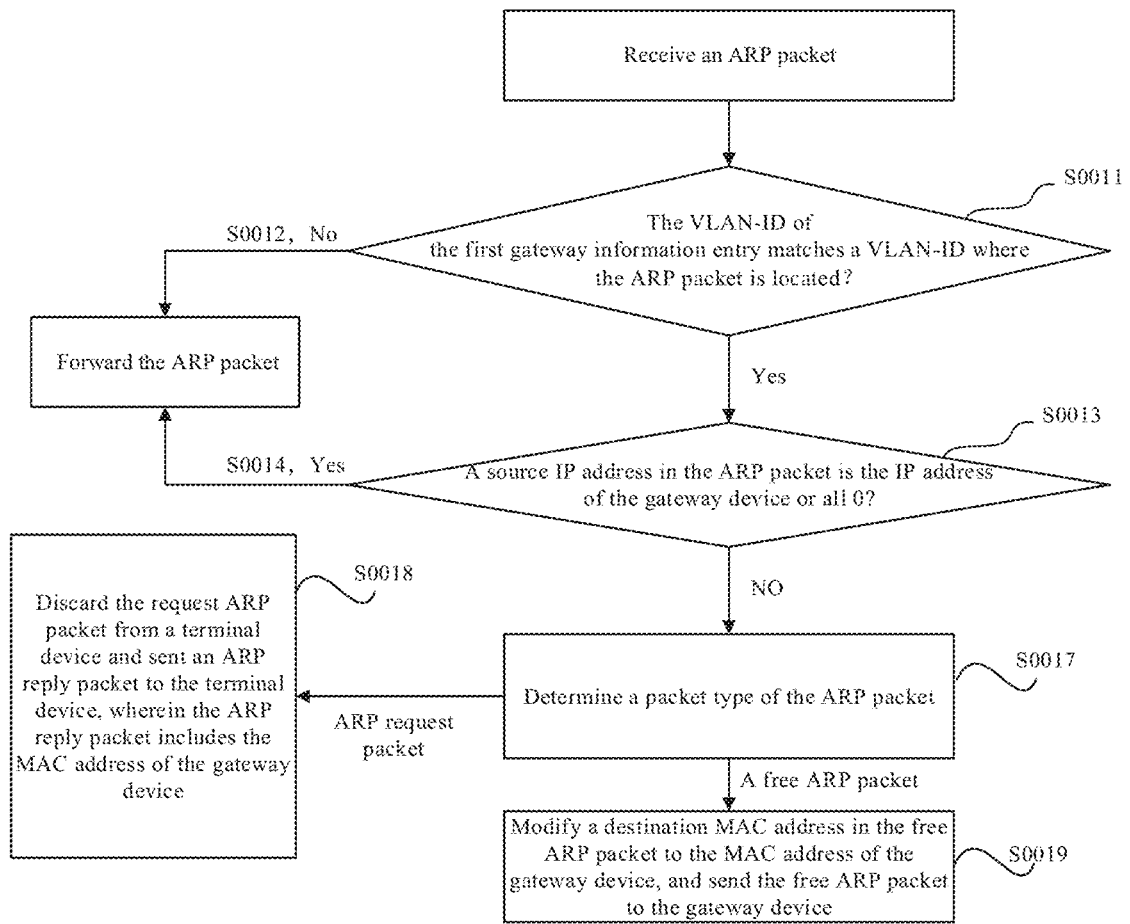 Receive an ARP packet
S0011
The VLAN-ID of
the first gateway information entry matches a VLAN-ID where
the ARP packet is located?
S0012, No
Forward the ARP packet
Yes
S0013
S0014, Yes
A source IP address in the ARP packet is the IP address
of the gateway device or all 0?
NO
S0018
Discard the request ARP
packet from a terminal
device and sent an ARP
reply packet to the terminal
device, wherein the ARP
reply packet includes the
MAC address of the gateway
device
S0017
Determine a packet type of the ARP packet
ARP request
packet
A free ARP packet
S0019
Modify a destination MAC address in the free
ARP packet to the MAC address of the
gateway device, and send the free ARP packet
to the gateway device